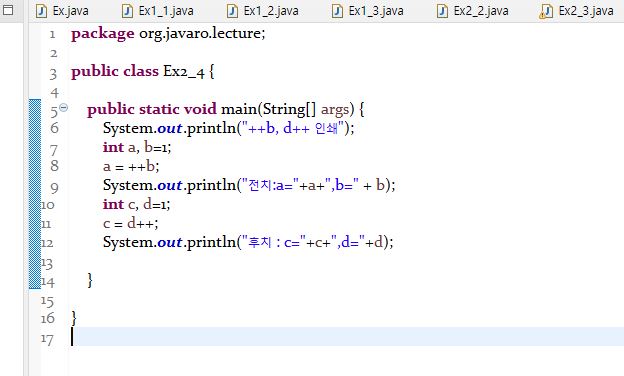 Ex.java Ex1_1.java Ex1_2.java Ex1_3.java Ex2_2.java Ex2_3.java
1 package org.javaro.lecture;
2
3 public class Ex2_4 {
4
5 public static void main(String[] args) {
6 System.out.println("++b, d++ 인쇄");
7 int a, b=1;
8 a = ++b;
9 System.out.println("전치:a="+a+",b=" + b);
10 int c, d=1;
11 c = d++;
12 System.out.println("후치 : c="+c+",d="+d);
13
14 }
15
16 }
17